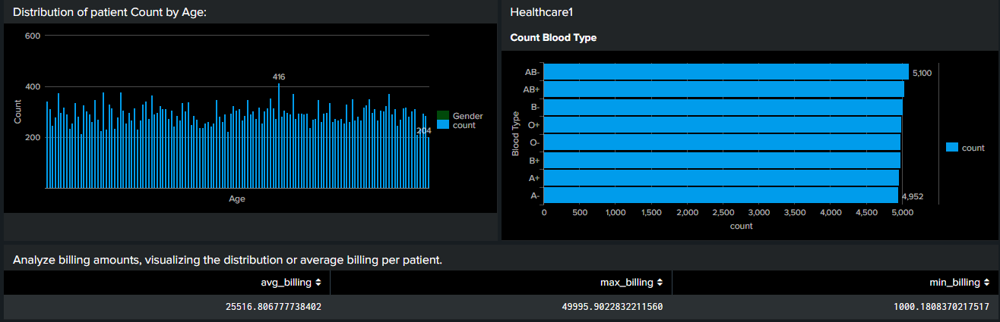 Distribution of patient Count by Age:
600
400
200
Count
416
204
Age
Gender
count
Healthcare1
Count Blood Type
Blood Type
AB-
AB+
B-
O+
O-
B+
A+
A-
5,100
4,952
0 500 1,000 1,500 2,000 2,500 3,000 3,500 4,000 4,500 5,000
count
count
Analyze billing amounts, visualizing the distribution or average billing per patient.
avg_billing max_billing min_billing
25516.806777738402 49995.9022832211560 1000.1808370217517